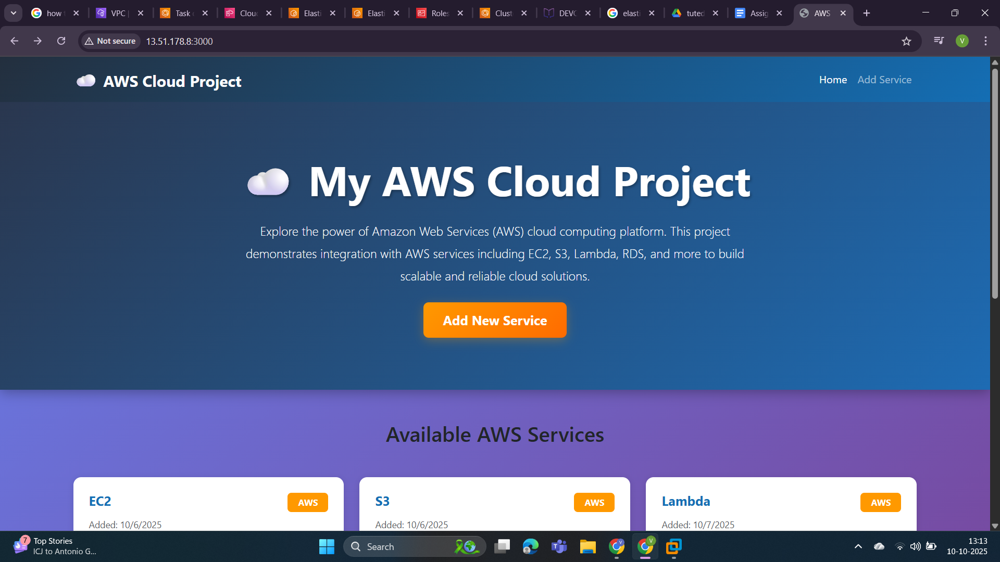 how
VPC |
Task
Clou
Elasti
Elasti
Roles
Clust
DEVO
elasti
tuted
Assig
AWS
Not secure
13.51.178.8:3000
V
AWS Cloud Project
Home
Add Service
My AWS Cloud Project
Explore the power of Amazon Web Services (AWS) cloud computing platform. This project
demonstrates integration with AWS services including EC2, S3, Lambda, RDS, and more to build
scalable and reliable cloud solutions.
Add New Service
Available AWS Services
EC2
AWS
Added: 10/6/2025
S3
AWS
Added: 10/6/2025
Lambda
AWS
Added: 10/7/2025
7
Top Stories
ICJ to Antonio G...
Search
V
V
13:13
10-10-2025